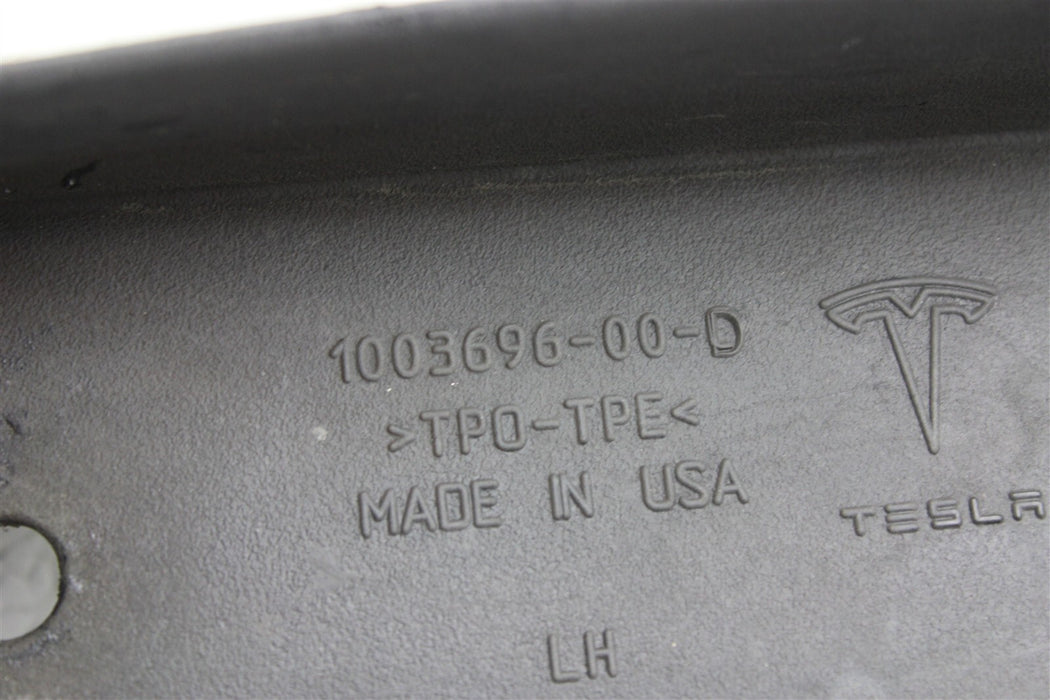 1003696-00-D
>TPO-TPE<
MADE IN USA
TESLA
LH